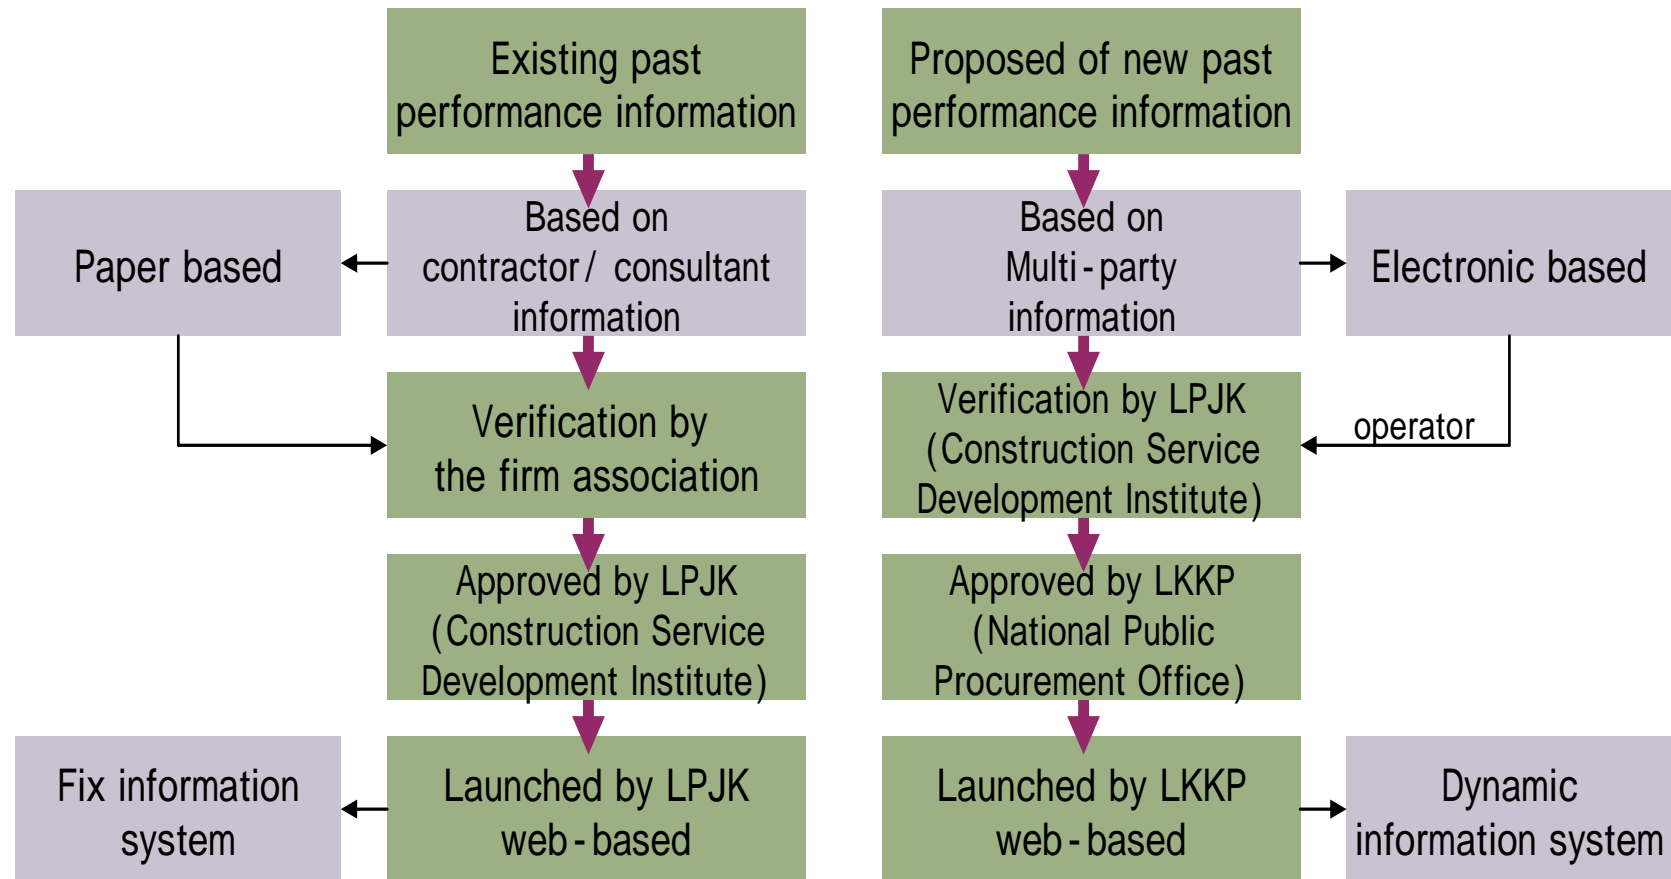 Existing past
performance information
Based on
contractor/ consultant
information
Paper based
Verification by
the firm association
Approved by LPJK
(Construction Service
Development Institute)
Launched by LPJK
web-based
Fix information
system
Proposed of new past
performance information
Based on
Multi-party
information
Electronic based
operator
Verification by LPJK
(Construction Service
Development Institute)
Approved by LKKP
(National Public
Procurement Office)
Launched by LKKP
web-based
Dynamic
information system